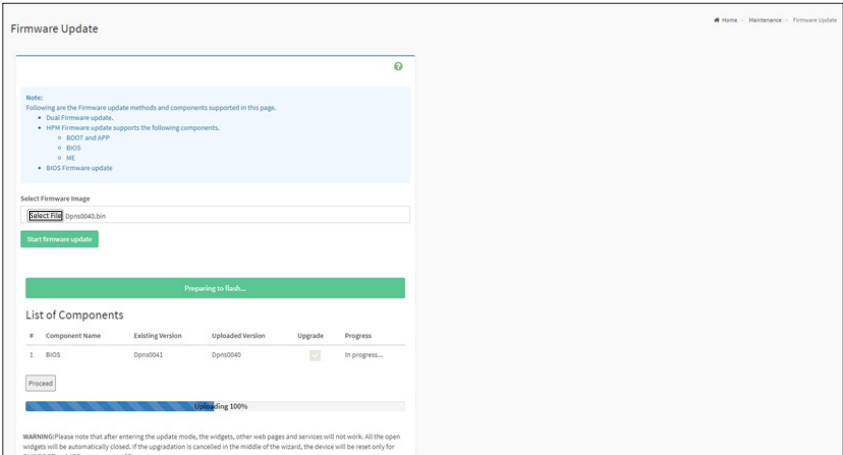 Home - Maintenance - Firmware Update
Firmware Update
Note:
Following are the Firmware update methods and components supported in this page.
Dual Firmware update.
HPM Firmware update supports the following components.
BOOT and APP
BIOS
ME
BIOS Firmware update
Select Firmware Image
Select File Dpns0040.bin
Start firmware update
Preparing to flash...
List of Components
# Component Name Existing Version Uploaded Version Upgrade Progress
1 BIOS Dpns0041 Dpns0040 In progress...
Proceed
Uploading 100%
WARNING:Please note that after entering the update mode, the widgets, other web pages and services will not work. All the open
widgets will be automatically closed. If the upgradation is cancelled in the middle of the wizard, the device will be reset only for